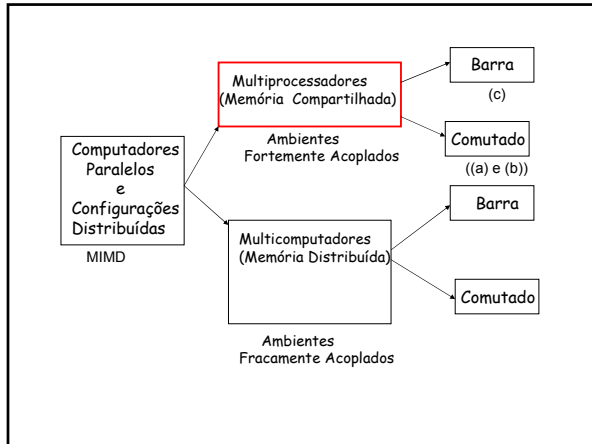 Computadores
Paralelos
e
Configurações
Distribuídas
MIMD
Multiprocessadores
(Memória Compartilhada)
Ambientes
Fortemente Acoplados
Barra
(c)
Comutado
((a) e (b))
Multicomputadores
(Memória Distribuída)
Ambientes
Fracamente Acoplados
Barra
Comutado